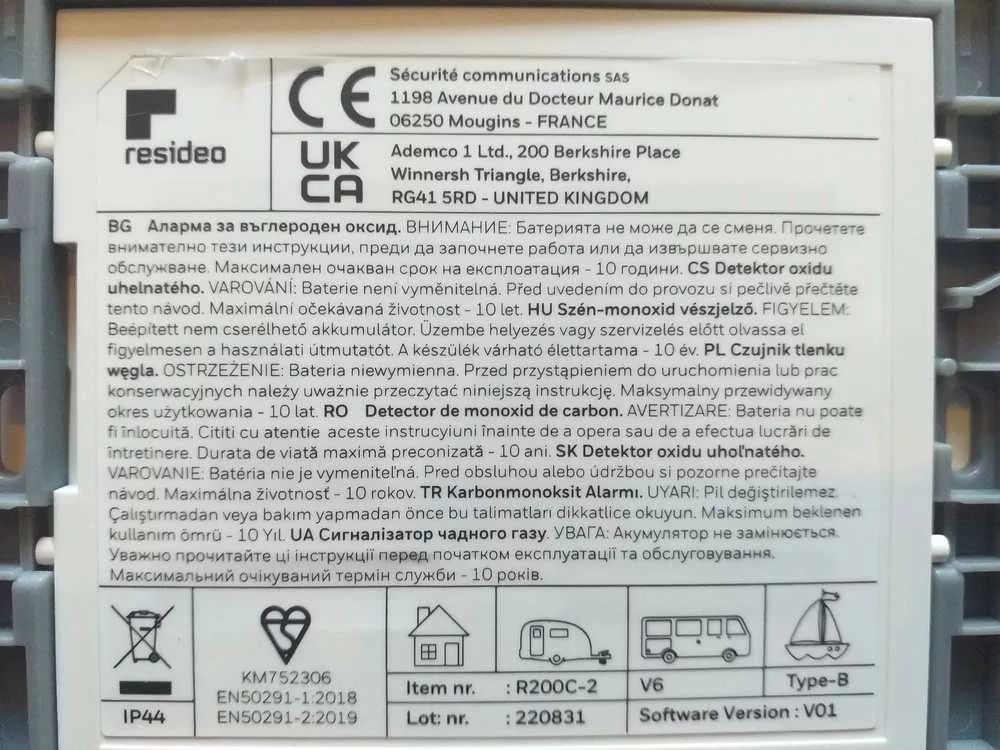 resideo
CE
Sécurité communications SAS
1198 Avenue du Docteur Maurice Donat
06250 Mougins - FRANCE
UK
CA
Ademco 1 Ltd., 200 Berkshire Place
Winnersh Triangle, Berkshire,
RG41 5RD - UNITED KINGDOM
BG Аларма за въглероден оксид. ВНИМАНИЕ: Батерията не може да се сменя. Прочетете
внимателно тези инструкции, преди да започнете работа или да извършвате сервизно
обслужване. Максимален очакван срок на експлоатация - 10 години. CS Detektor oxidu
uhelnatého. VAROVÁNÍ: Baterie není vyměnitelná. Před uvedením do provozu si pečlivě přečtěte
tento návod. Maximální očekávaná životnost - 10 let. HU Szén-monoxid vészjelző. FIGYELEM:
Beépített nem cserélhető akkumulátor. Üzembe helyezés vagy szervizelés előtt olvassa el
figyelmesen a használati útmutatót. A készülék várható élettartama - 10 év. PL Czujnik tlenku
węgla. OSTRZEŻENIE: Bateria niewymienna. Przed przystąpieniem do uruchomienia lub prac
konserwacyjnych należy uważnie przeczytać niniejszą instrukcję. Maksymalny przewidywany
okres użytkowania - 10 lat. RO Detector de monoxid de carbon. AVERTIZARE: Bateria nu poate
fi înlocuită. Cititi cu atentie aceste instrucyiuni înainte de a opera sau de a efectua lucrări de
întretinere. Durata de viată maximă preconizată - 10 ani. SK Detektor oxidu uhoľnatého.
VAROVANIE: Batéria nie je vymeniteľná. Pred obsluhou alebo údržbou si pozorne prečítajte
návod. Maximálna životnosť - 10 rokov. TR Karbonmonoksit Alarmı. UYARI: Pil değiştirilemez.
Çalıştırmadan veya bakım yapmadan önce bu talimatları dikkatlice okuyun. Maksimum beklenen
kullanım ömrü - 10 Yıl. UA Сигналізатор чадного газу. УВАГА: Акумулятор не замінюється.
Уважно прочитайте ці інструкції перед початком експлуатації та обслуговування.
Максимальний очікуваний термін служби - 10 років.
IP44
KM752306
EN50291-1:2018
EN50291-2:2019
Item nr. : R200C-2
Lot: nr. : 220831
V6
Type-B
Software Version : V01